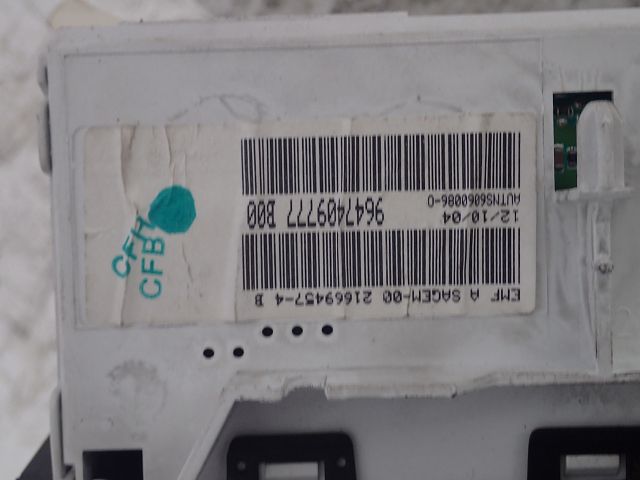 EMF A SAGEM-00 21669457-4 B
12/10/04
AUTNS6060086-0
9647409777 B00
CFH
CFB